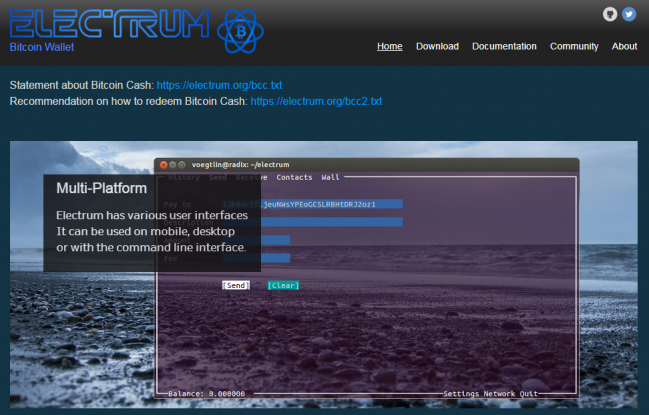 ELECTRUM
Bitcoin Wallet
Home Download Documentation Community About
Statement about Bitcoin Cash: https://electrum.org/bcc.txt
Recommendation on how to redeem Bitcoin Cash: https://electrum.org/bcc2.txt
voegtlin@radix: ~/electrum
History Send Receive Contacts Wall
Multi-Platform
Pay to
Electrum has various user interfaces
It can be used on mobile, desktop
or with the command line interface.
Fee
[Send] [Clear]
Balance: 0.000000 Settings Network Quit